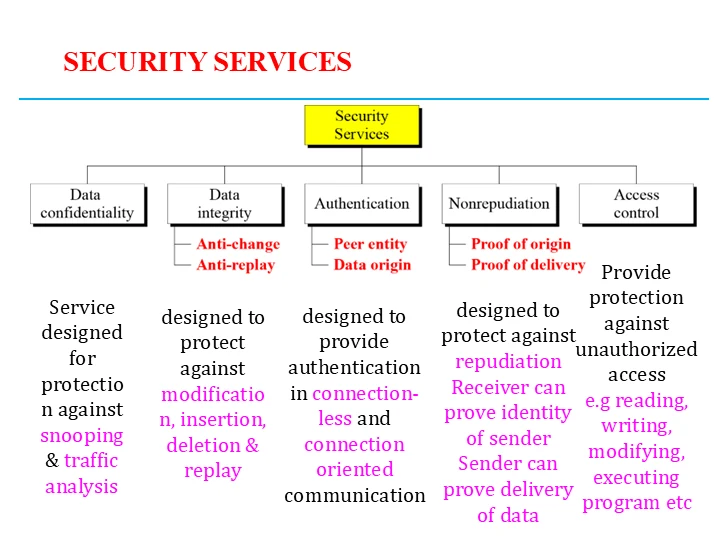 SECURITY SERVICES
Security
Services
Data
confidentiality
Data
integrity
Authentication
Nonrepudiation
Access
control
Anti-change
Anti-replay
Peer entity
Data origin
Proof of origin
Proof of delivery
Service
designed
for
protectio
n against
snooping
& traffic
analysis
designed to
protect
against
modificatio
n, insertion,
deletion &
replay
designed to
provide
authentication
in connection-
less and
connection
oriented
communication
designed to
protect against
repudiation
Receiver can
prove identity
of sender
Sender can
prove delivery
of data
Provide
protection
against
unauthorized
access
e.g reading,
writing,
modifying,
executing
program etc